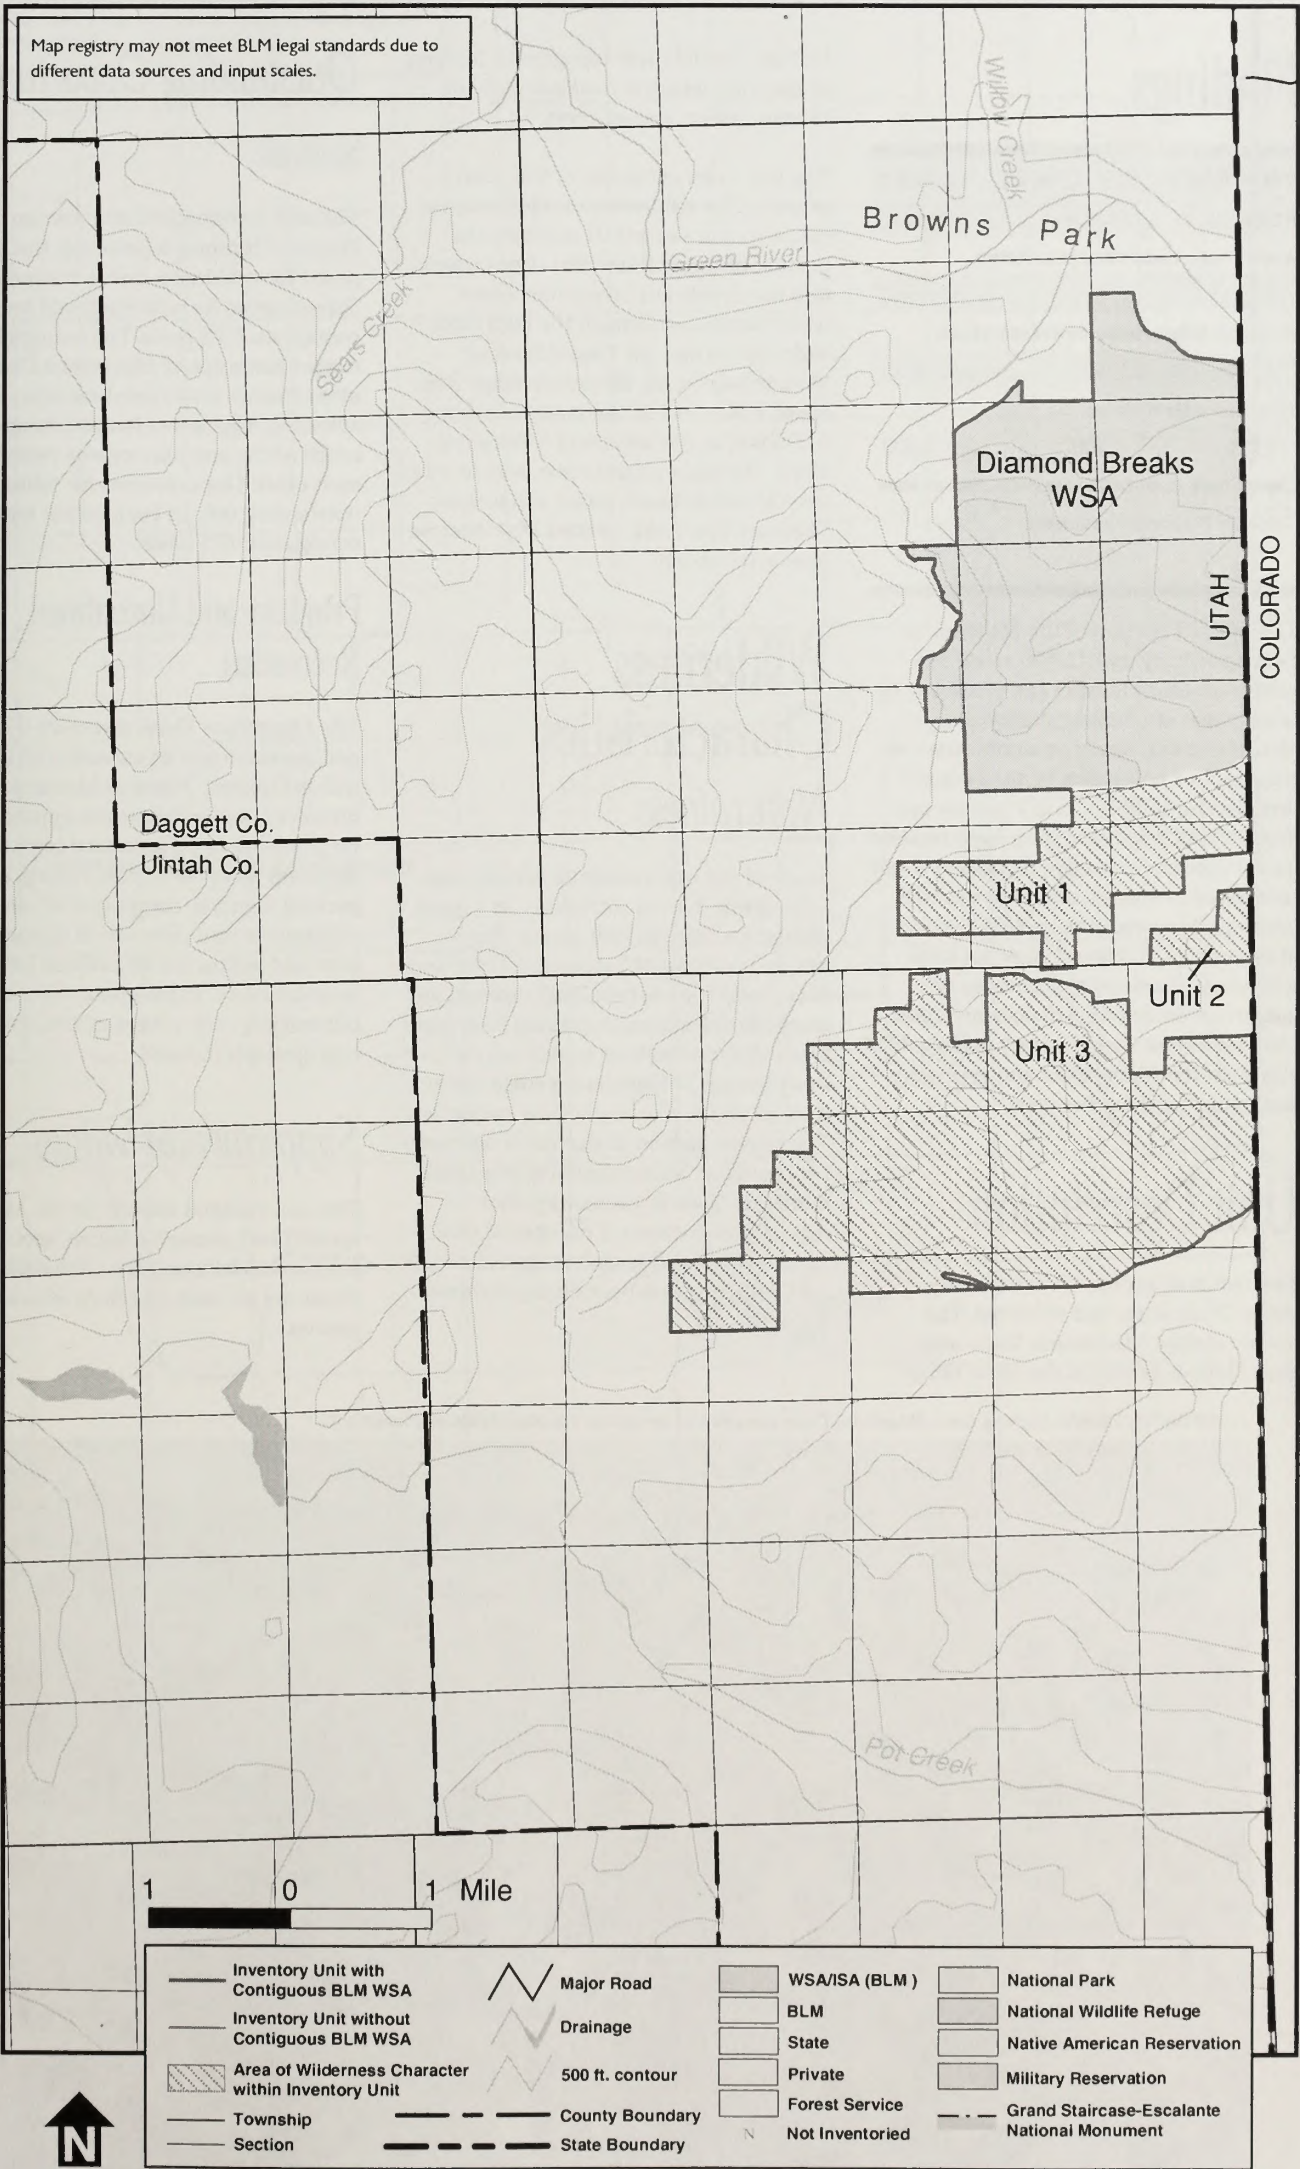 Map registry may not meet BLM legal standards due to
different data sources and input scales.
Willow Creek
Browns Park
Green River
Sears Creek
Diamond Breaks
WSA
UTAH
COLORADO
Daggett Co.
Uintah Co.
Unit 1
Unit 2
Unit 3
Pot Creek
1 0 1 Mile
Inventory Unit with
Contiguous BLM WSA
Inventory Unit without
Contiguous BLM WSA
Area of Wilderness Character
within Inventory Unit
Township
Section
Major Road
Drainage
500 ft. contour
County Boundary
State Boundary
WSA/ISA (BLM )
BLM
State
Private
Forest Service
N Not Inventoried
National Park
National Wildlife Refuge
Native American Reservation
Military Reservation
Grand Staircase-Escalante
National Monument
N